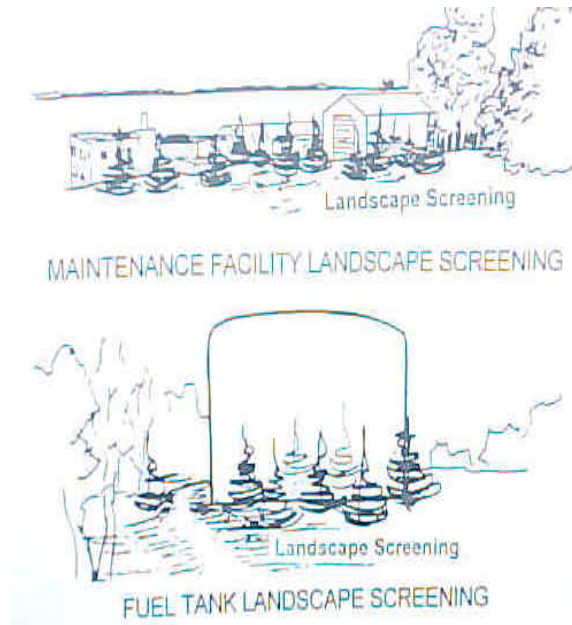 Landscape Screening
MAINTENANCE FACILITY LANDSCAPE SCREENING
Landscape Screening
FUEL TANK LANDSCAPE SCREENING